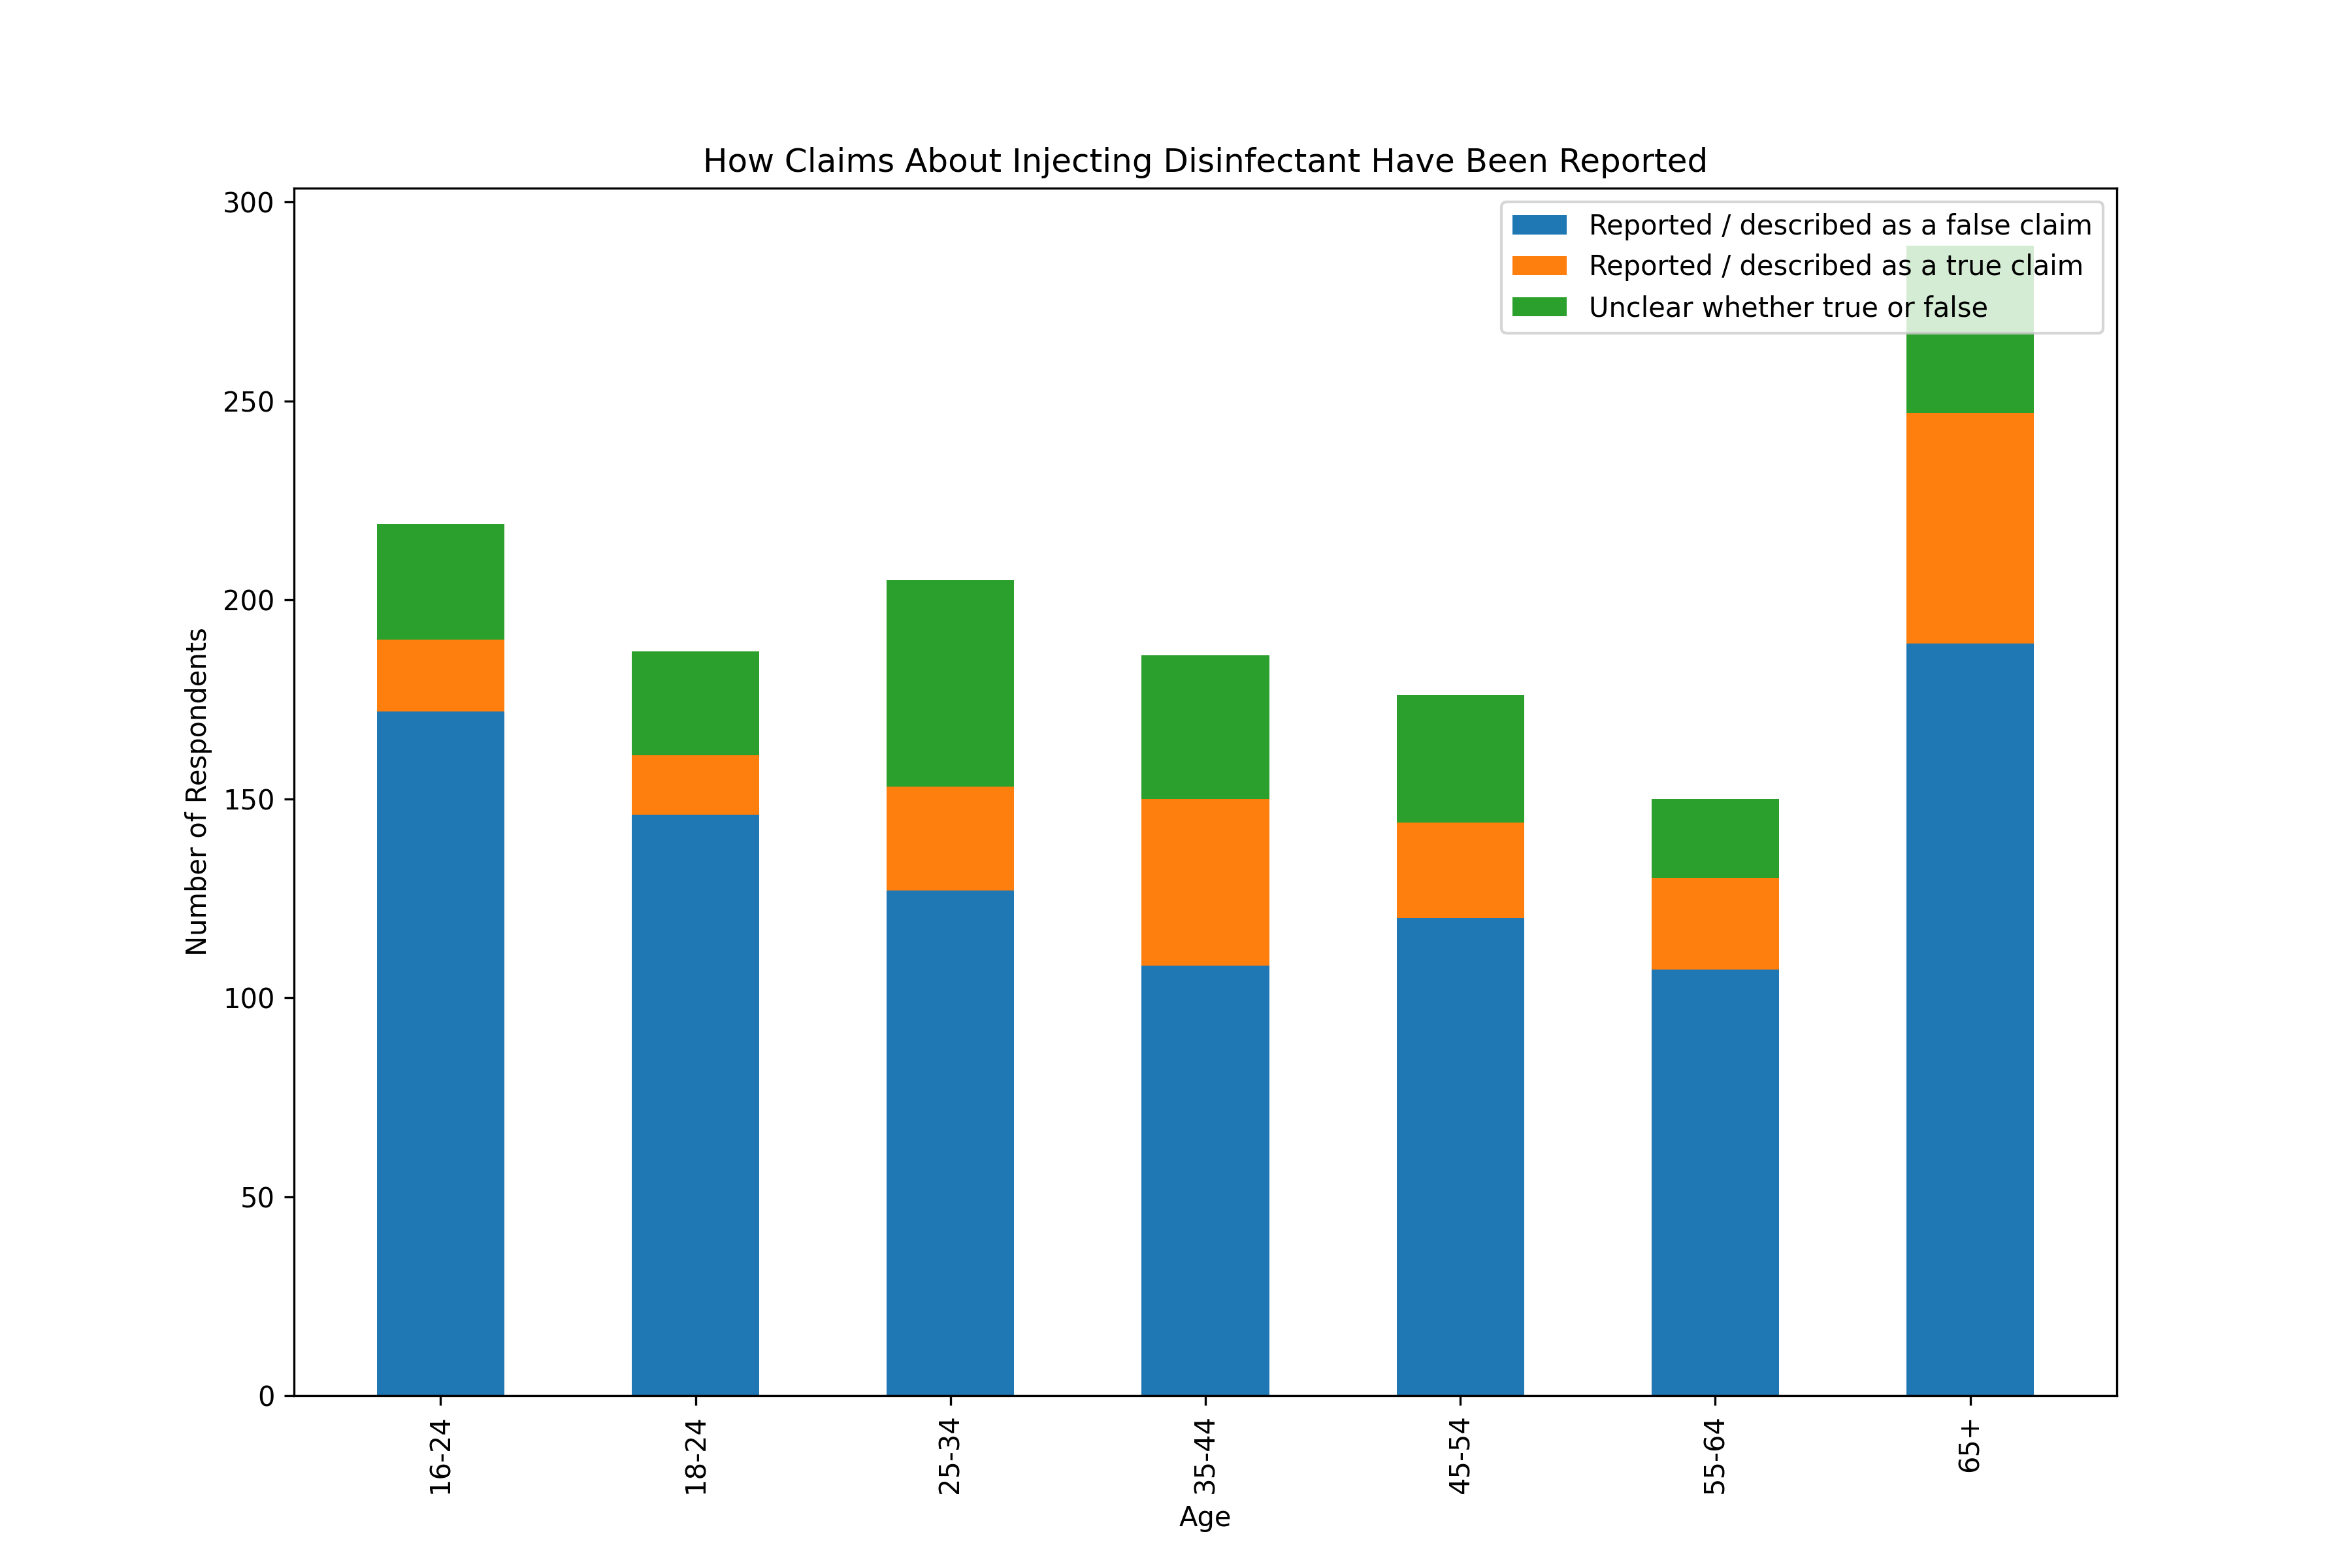 How Claims About Injecting Disinfectant Have Been Reported
300
250
200
150
100
50
0
Number of Respondents
Reported / described as a false claim
Reported / described as a true claim
Unclear whether true or false
16-24
18-24
25-34
35-44
45-54
55-64
65+
Age